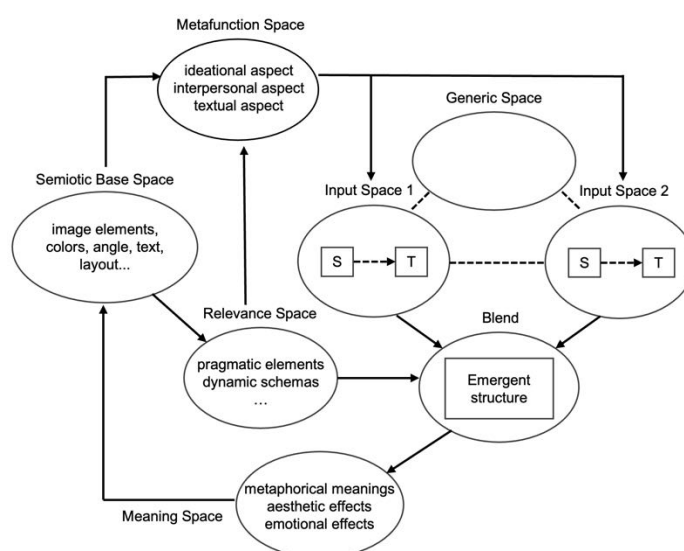 Metafunction Space
ideational aspect
interpersonal aspect
textual aspect
Generic Space
Semiotic Base Space
image elements,
colors, angle, text,
layout...
Input Space 1
S
T
Input Space 2
S
T
Relevance Space
pragmatic elements
dynamic schemas
...
Blend
Emergent
structure
Meaning Space
metaphorical meanings
aesthetic effects
emotional effects